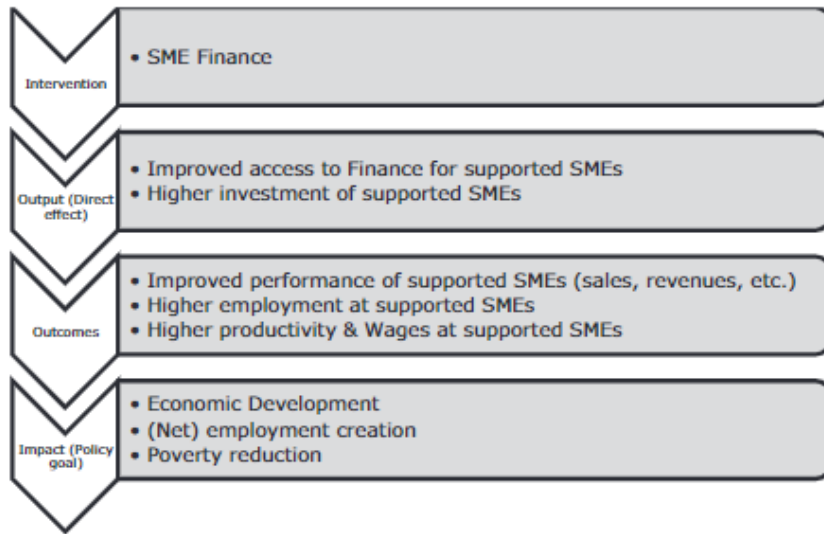 Intervention
• SME Finance
Output (Direct
effect)
• Improved access to Finance for supported SMEs
• Higher investment of supported SMEs
Outcomes
• Improved performance of supported SMEs (sales, revenues, etc.)
• Higher employment at supported SMEs
• Higher productivity & Wages at supported SMEs
Impact (Policy
goal)
• Economic Development
• (Net) employment creation
• Poverty reduction